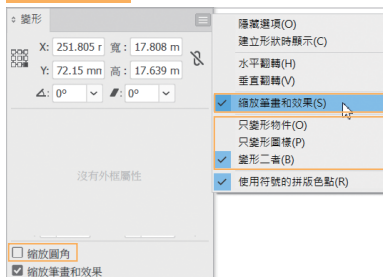 變形
X: 251.805 r 寬: 17.808 m
Y: 72.15 mn 高: 17.639 m
0° 0°
沒有外框屬性
縮放圓角
縮放筆畫和效果
隱藏選項(O)
建立形狀時顯示(C)
水平翻轉(H)
垂直翻轉(V)
縮放筆畫和效果(S)
只變形物件(O)
只變形圖樣(P)
變形二者(B)
使用符號的拼版色點(R)